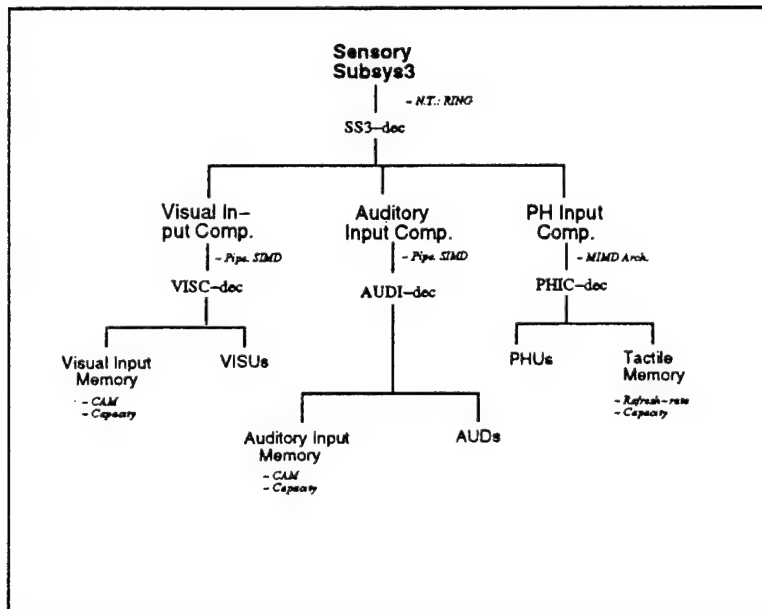 Sensory
Subsys3
- N.T.: RING
SS3-dec
Visual In-
put Comp.
- Pipe. SIMD
VISC-dec
Auditory
Input Comp.
- Pipe. SIMD
AUDI-dec
PH Input
Comp.
- MIMD Arch.
PHIC-dec
Visual Input
Memory
- CAM
- Capacity
VISUs
PHUs
Tactile
Memory
- Refresh-rate
- Capacity
Auditory Input
Memory
- CAM
- Capacity
AUDs